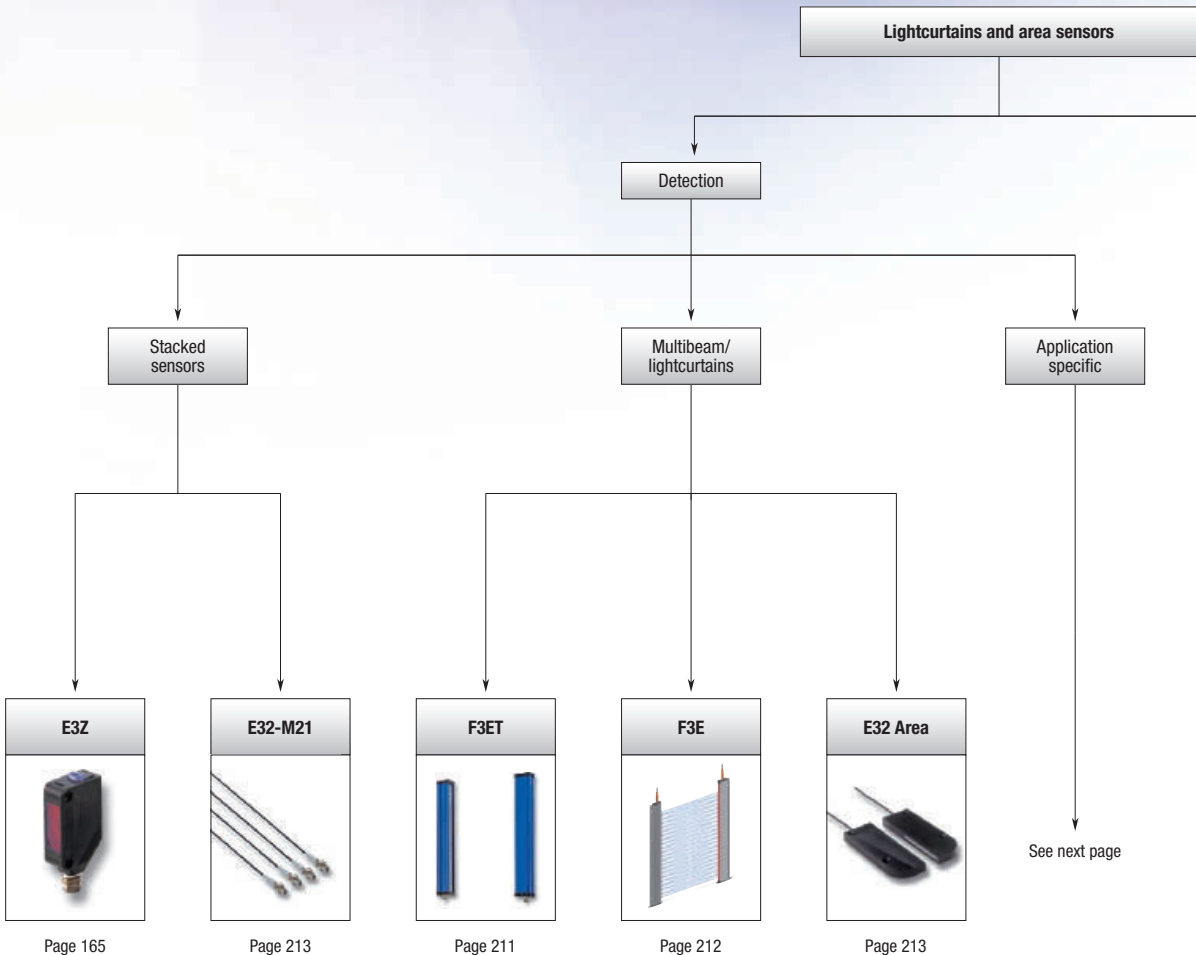 Lightcurtains and area sensors
Detection
Stacked
sensors
Multibeam/
lightcurtains
Application
specific
E3Z
E32-M21
F3ET
F3E
E32 Area
See next page
Page 165
Page 213
Page 211
Page 212
Page 213